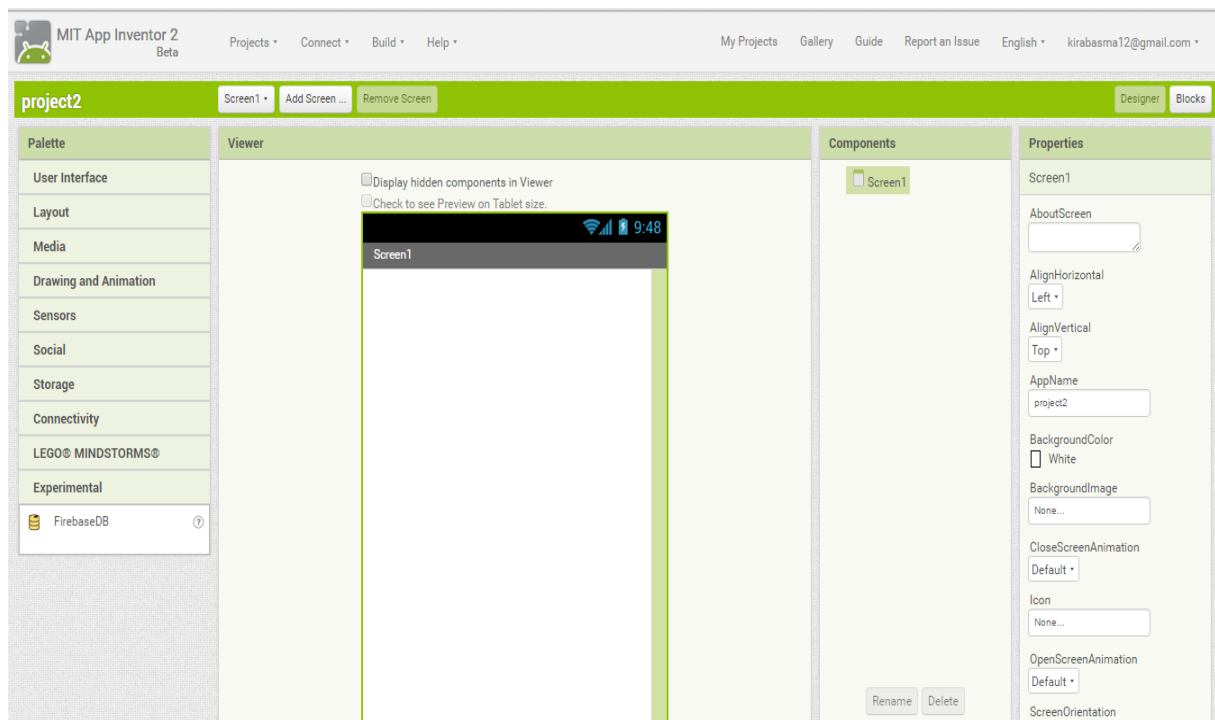 MIT App Inventor 2
Beta
Projects Connect Build Help My Projects Gallery Guide Report an Issue English kirabasma12@gmail.com
project2 Screen1 Add Screen ... Remove Screen Designer Blocks
Palette
User Interface
Layout
Media
Drawing and Animation
Sensors
Social
Storage
Connectivity
LEGO® MINDSTORMS®
Experimental
FirebaseDB ?
Viewer
Display hidden components in Viewer
Check to see Preview on Tablet size.
9:48
Screen1
Components
Screen1
Rename Delete
Properties
Screen1
AboutScreen
AlignHorizontal
Left
AlignVertical
Top
AppName
project2
BackgroundColor
White
BackgroundImage
None...
CloseScreenAnimation
Default
Icon
None...
OpenScreenAnimation
Default
ScreenOrientation